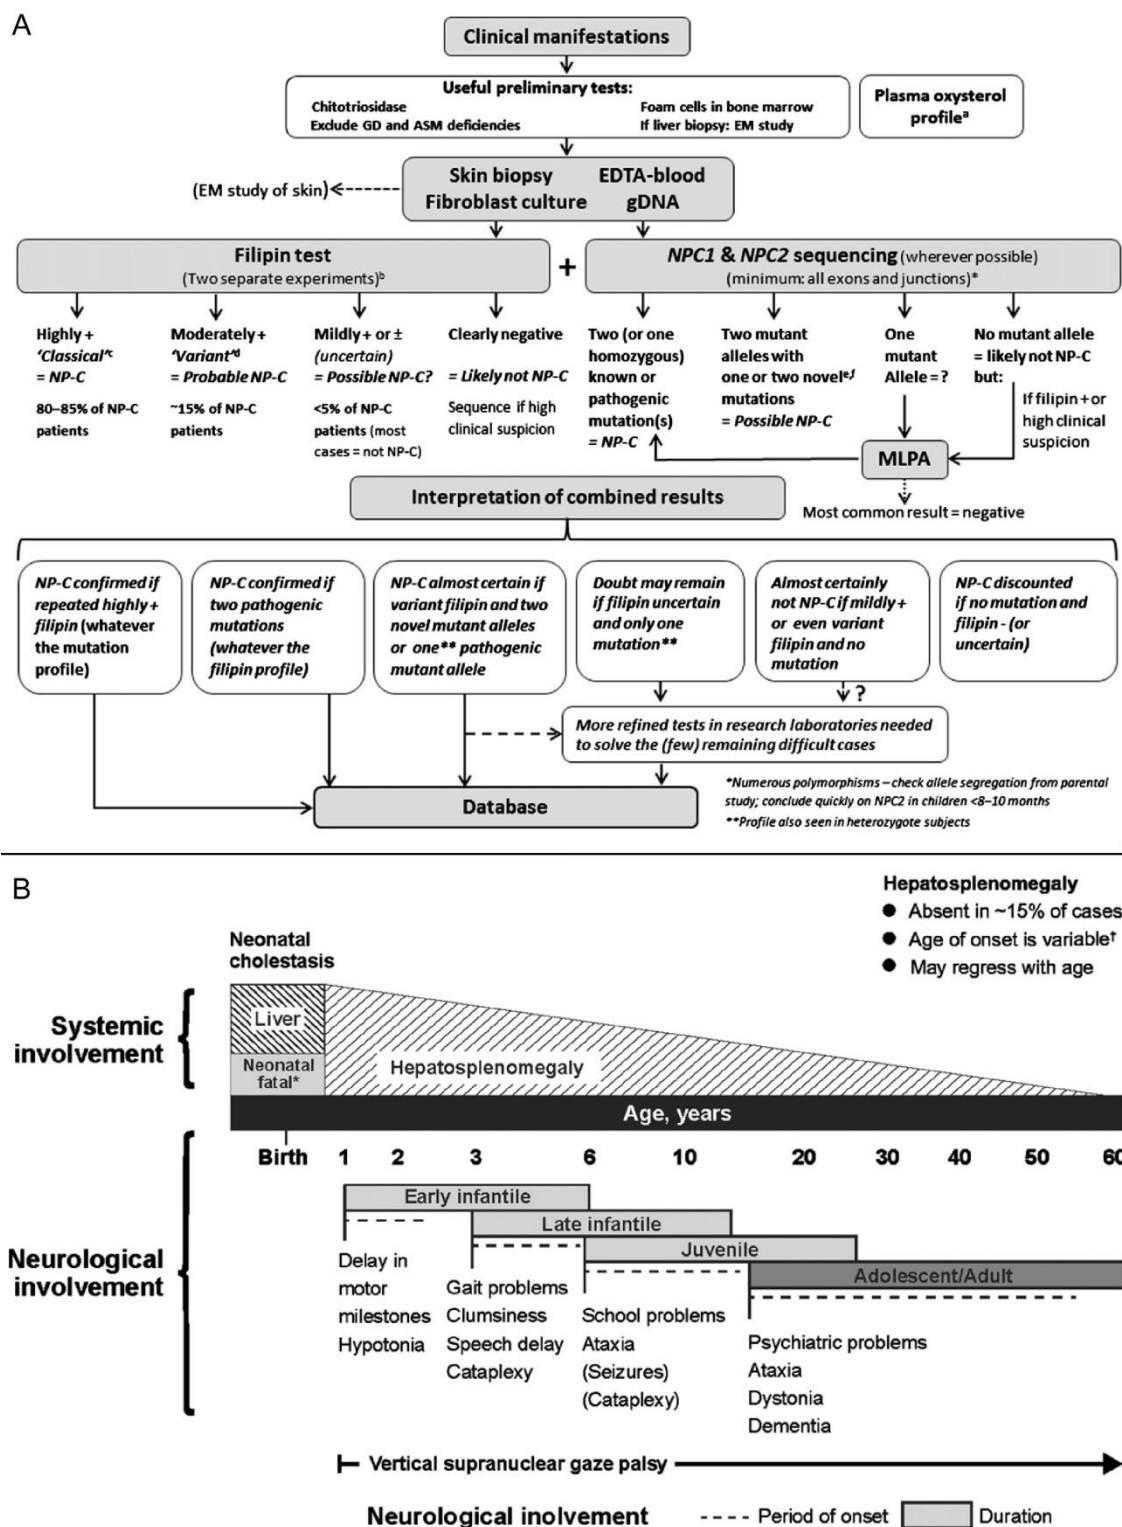 A
Clinical manifestations
Useful preliminary tests:
Chitotriosidase
Exclude GD and ASM deficiencies
Foam cells in bone marrow
If liver biopsy: EM study
Plasma oxysterol
profileᵃ
(EM study of skin)
Skin biopsy
Fibroblast culture
EDTA-blood
gDNA
Filipin test
(Two separate experiments)ᵇ
+
NPC1 & NPC2 sequencing (wherever possible)
(minimum: all exons and junctions)*
Highly +
‘Classical’ᶜ
= NP-C
80–85% of NP-C
patients
Moderately +
‘Variant’ᵈ
= Probable NP-C
~15% of NP-C
patients
Mildly + or ±
(uncertain)
= Possible NP-C?
<5% of NP-C
patients (most
cases = not NP-C)
Clearly negative
= Likely not NP-C
Sequence if high
clinical suspicion
Two (or one
homozygous)
known or
pathogenic
mutation(s)
= NP-C
Two mutant
alleles with
one or two novelᵉ,ᶠ
mutations
= Possible NP-C
One
mutant
Allele = ?
No mutant allele
= likely not NP-C
but:
If filipin + or
high clinical
suspicion
MLPA
Most common result = negative
Interpretation of combined results
NP-C confirmed if
repeated highly +
filipin (whatever
the mutation
profile)
NP-C confirmed if
two pathogenic
mutations
(whatever the
filipin profile)
NP-C almost certain if
variant filipin and two
novel mutant alleles
or one** pathogenic
mutant allele
Doubt may remain
if filipin uncertain
and only one
mutation**
Almost certainly
not NP-C if mildly +
or even variant
filipin and no
mutation
NP-C discounted
if no mutation and
filipin - (or
uncertain)
?
More refined tests in research laboratories needed
to solve the (few) remaining difficult cases
Database
*Numerous polymorphisms – check allele segregation from parental
study; conclude quickly on NPC2 in children <8–10 months
**Profile also seen in heterozygote subjects
B
Hepatosplenomegaly
● Absent in ~15% of cases
● Age of onset is variable†
● May regress with age
Neonatal
cholestasis
Systemic
involvement
Liver
Neonatal
fatal*
Hepatosplenomegaly
Age, years
Birth 1 2 3 6 10 20 30 40 50 60
Neurological
involvement
Early infantile
Late infantile
Juvenile
Adolescent/Adult
Delay in
motor
milestones
Hypotonia
Gait problems
Clumsiness
Speech delay
Cataplexy
School problems
Ataxia
(Seizures)
(Cataplexy)
Psychiatric problems
Ataxia
Dystonia
Dementia
Vertical supranuclear gaze palsy
Neurological inolvement
Period of onset
Duration